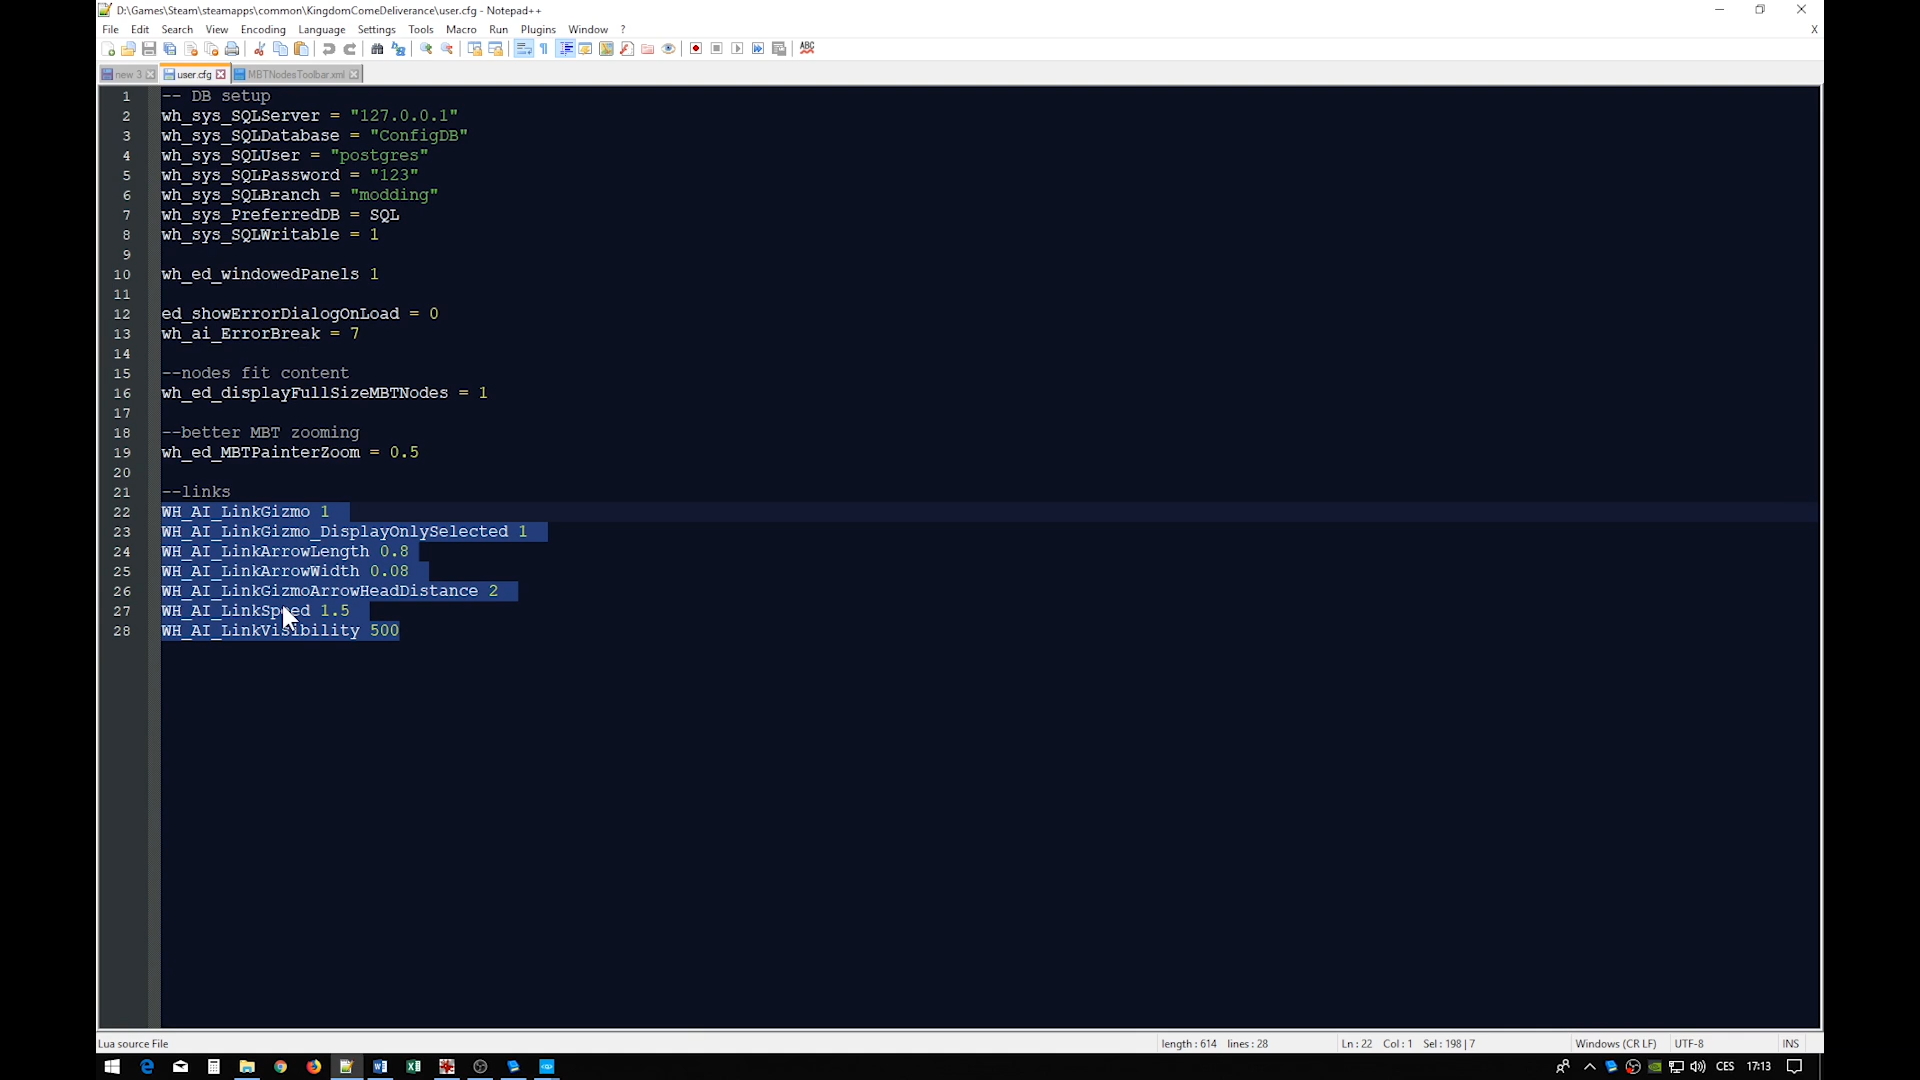 D:\Games\Steam\steamapps\common\KingdomComeDeliverance\user.cfg - Notepad++
File Edit Search View Encoding Language Settings Tools Macro Run Plugins Window ? X
new 3 user.cfg MBTNodesToolbar.xml
1 -- DB setup
2 wh_sys_SQLServer = "127.0.0.1"
3 wh_sys_SQLDatabase = "ConfigDB"
4 wh_sys_SQLUser = "postgres"
5 wh_sys_SQLPassword = "123"
6 wh_sys_SQLBranch = "modding"
7 wh_sys_PreferredDB = SQL
8 wh_sys_SQLWritable = 1
9
10 wh_ed_windowedPanels 1
11
12 ed_showErrorDialogOnLoad = 0
13 wh_ai_ErrorBreak = 7
14
15 --nodes fit content
16 wh_ed_displayFullSizeMBTNodes = 1
17
18 --better MBT zooming
19 wh_ed_MBTPainterZoom = 0.5
20
21 --links
22 WH_AI_LinkGizmo 1
23 WH_AI_LinkGizmo_DisplayOnlySelected 1
24 WH_AI_LinkArrowLength 0.8
25 WH_AI_LinkArrowWidth 0.08
26 WH_AI_LinkGizmoArrowHeadDistance 2
27 WH_AI_LinkSpeed 1.5
28 WH_AI_LinkVisibility 500
Lua source File length : 614 lines : 28 Ln : 22 Col : 1 Sel : 198 | 7 Windows (CR LF) UTF-8 INS
CES 17:13